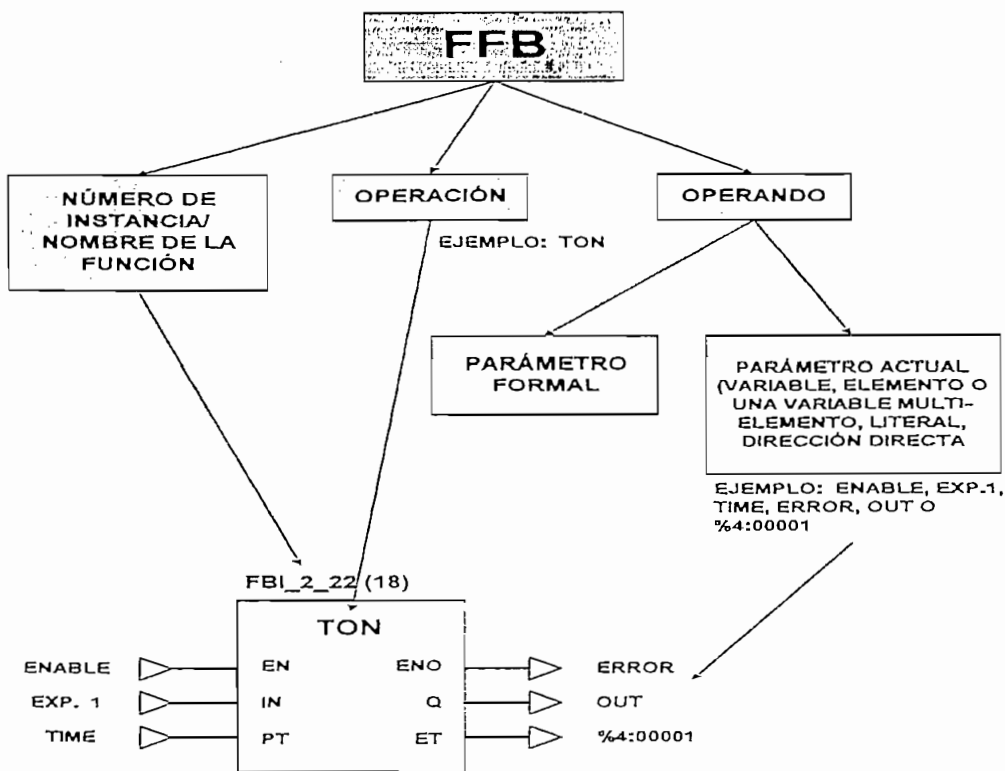 FFB
NÚMERO DE
INSTANCIA/
NOMBRE DE LA
FUNCIÓN
OPERACIÓN
EJEMPLO: TON
OPERANDO
PARÁMETRO
FORMAL
PARÁMETRO ACTUAL
(VARIABLE, ELEMENTO O
UNA VARIABLE MULTI-
ELEMENTO, LITERAL,
DIRECCIÓN DIRECTA
EJEMPLO: ENABLE, EXP.1,
TIME, ERROR, OUT O
%4:00001
FBI_2_22 (18)
TON
ENABLE EN ENO ERROR
EXP. 1 IN Q OUT
TIME PT ET %4:00001